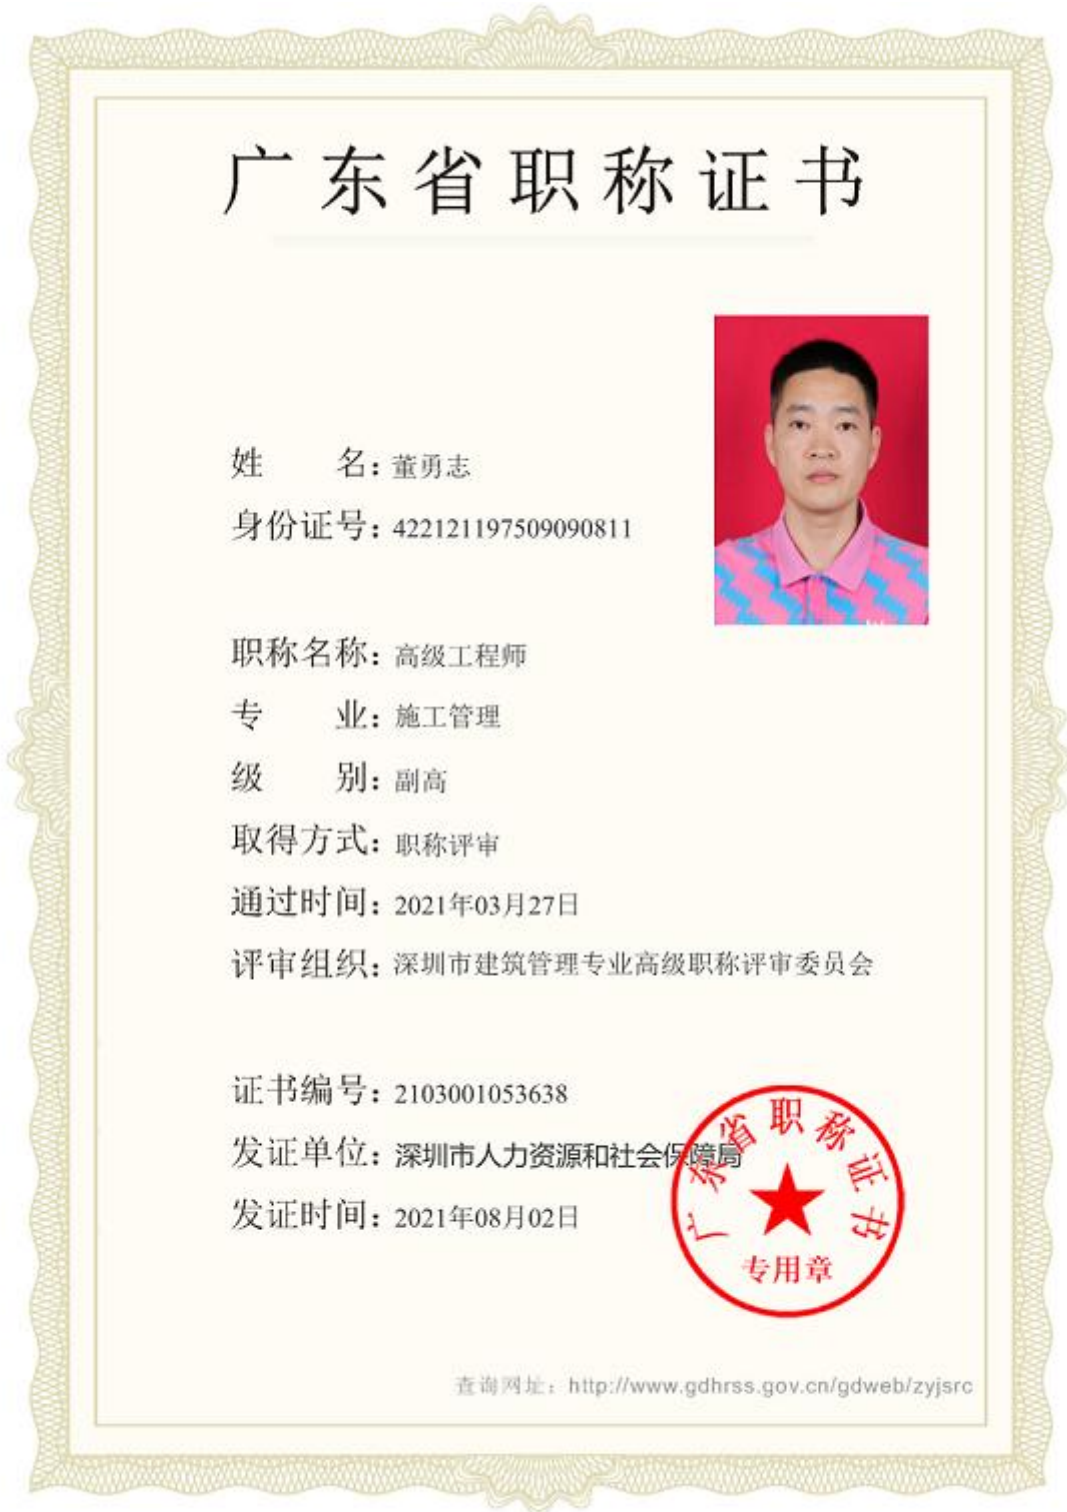 广东省职称证书
姓名：董勇志
身份证号：422121197509090811
职称名称：高级工程师
专业：施工管理
级别：副高
取得方式：职称评审
通过时间：2021年03月27日
评审组织：深圳市建筑管理专业高级职称评审委员会
证书编号：2103001053638
发证单位：深圳市人力资源和社会保障局
发证时间：2021年08月02日
广东省职称证书
专用章
查询网址：http://www.gdhrss.gov.cn/gdweb/zyjsrc